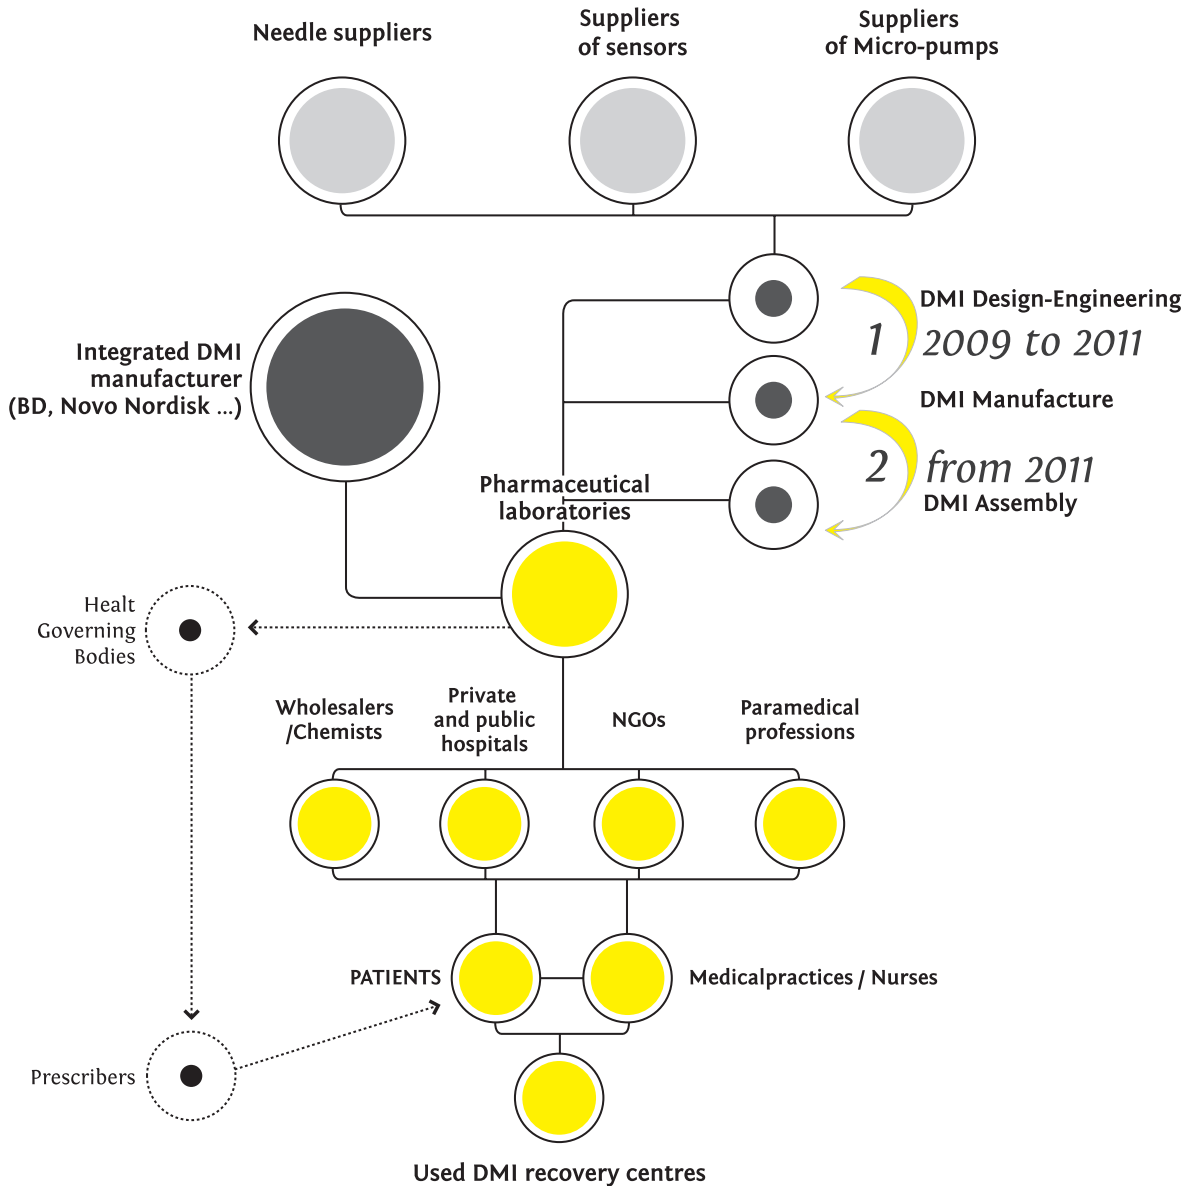 Needle suppliers
Suppliers
of sensors
Suppliers
of Micro-pumps
DMI Design-Engineering
1
2009 to 2011
Integrated DMI
manufacturer
(BD, Novo Nordisk ...)
DMI Manufacture
2
from 2011
DMI Assembly
Pharmaceutical
laboratories
Healt
Governing
Bodies
Wholesalers
/Chemists
Private
and public
hospitals
NGOs
Paramedical
professions
PATIENTS
Medicalpractices / Nurses
Prescribers
Used DMI recovery centres